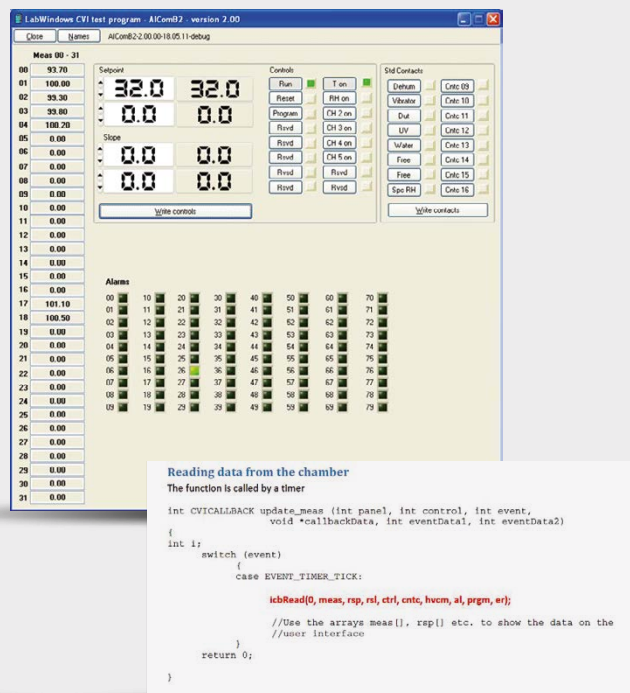 LabWindows CVI test program - AIComB2 - version 2.00
Close Names AIComB2-2.00.00-18.05.11-debug
Meas 00 - 31
00 93.70
01 100.00
02 99.30
03 99.80
04 100.20
05 0.00
06 0.00
07 0.00
08 0.00
09 0.00
10 0.00
11 0.00
12 0.00
13 0.00
14 0.00
15 0.00
16 0.00
17 101.10
18 100.50
19 0.00
20 0.00
21 0.00
22 0.00
23 0.00
24 0.00
25 0.00
26 0.00
27 0.00
28 0.00
29 0.00
30 0.00
31 0.00
Setpoint
32.0 32.0
0.0 0.0
Slope
0.0 0.0
0.0 0.0
Write controls
Controls
Run T on
Reset RH on
Program CH 2 on
Rsvd CH 3 on
Rsvd CH 4 on
Rsvd CH 5 on
Rsvd Rsvd
Rsvd Rsvd
Std Contacts
Dehum Cntc 09
Vibrator Cntc 10
Dut Cntc 11
UV Cntc 12
Water Cntc 13
Free Cntc 14
Free Cntc 15
Spc RH Cntc 16
Write contacts
Alarms
00 10 20 30 40 50 60 70
01 11 21 31 41 51 61 71
02 12 22 32 42 52 62 72
03 13 23 33 43 53 63 73
04 14 24 34 44 54 64 74
05 15 25 35 45 55 65 75
06 16 26 36 46 56 66 76
07 17 27 37 47 57 67 77
08 18 28 38 48 58 68 78
09 19 29 39 49 59 69 79
Reading data from the chamber
The function is called by a timer
int CVICALLBACK update_meas (int panel, int control, int event,
void *callbackData, int eventData1, int eventData2)
{
int i;
switch (event)
{
case EVENT_TIMER_TICK:
icbRead(0, meas, rsp, rsl, ctrl, cntc, hvcm, al, prgm, er);
//Use the arrays meas[], rsp[] etc. to show the data on the
//user interface
}
return 0;
}